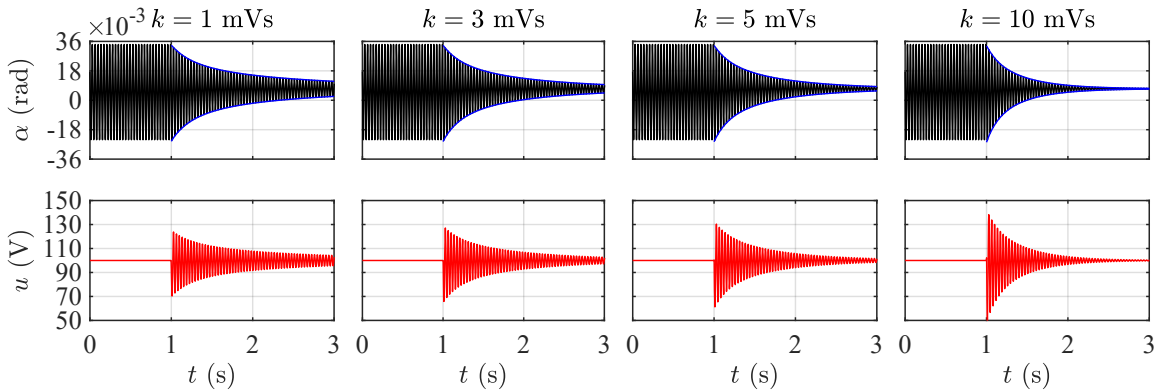 ×10⁻³ k = 1 mVs k = 3 mVs k = 5 mVs k = 10 mVs
36
18
0
-18
-36
α (rad)
150
130
110
90
70
50
u (V)
0 1 2 3 0 1 2 3 0 1 2 3 0 1 2 3
t (s) t (s) t (s) t (s)